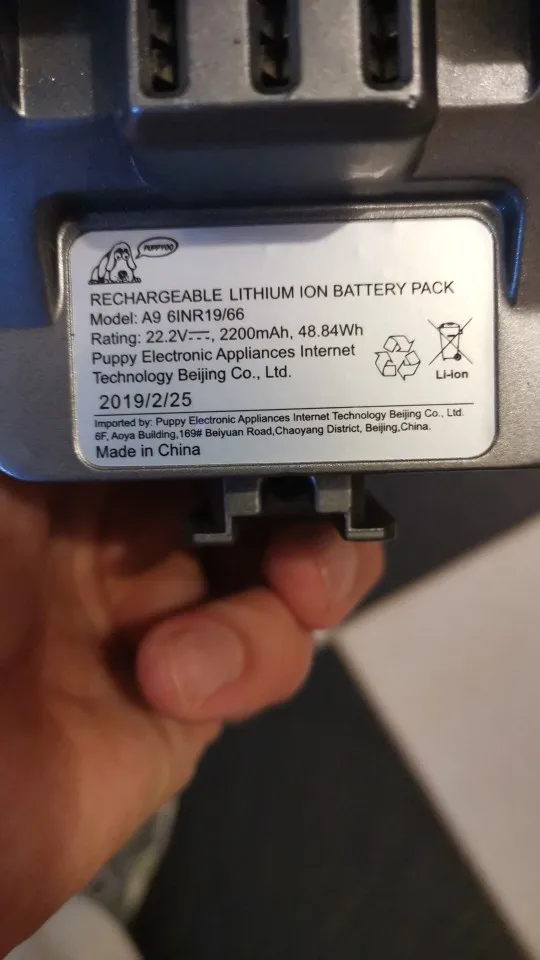 PUPPYOO
RECHARGEABLE LITHIUM ION BATTERY PACK
Model: A9 6INR19/66
Rating: 22.2V⎓, 2200mAh, 48.84Wh
Puppy Electronic Appliances Internet
Technology Beijing Co., Ltd.
Li-ion
2019/2/25
Imported by: Puppy Electronic Appliances Internet Technology Beijing Co., Ltd.
6F, Aoya Building,169# Beiyuan Road,Chaoyang District, Beijing,China.
Made in China